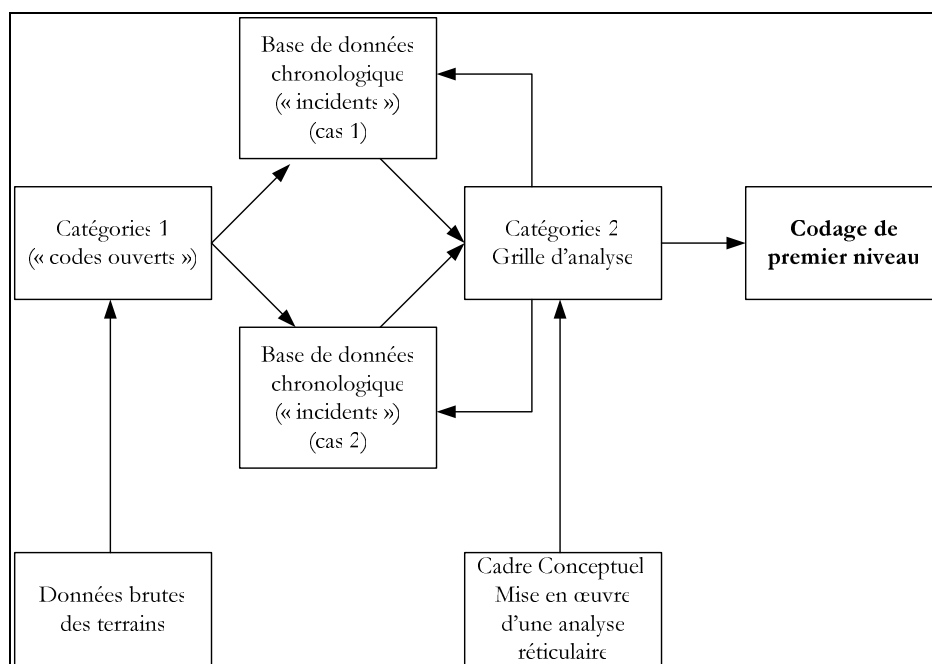 Base de données
chronologique
(« incidents »)
(cas 1)
Catégories 1
(« codes ouverts »)
Catégories 2
Grille d'analyse
Codage de
premier niveau
Base de données
chronologique
(« incidents »)
(cas 2)
Données brutes
des terrains
Cadre Conceptuel
Mise en œuvre
d'une analyse
réticulaire